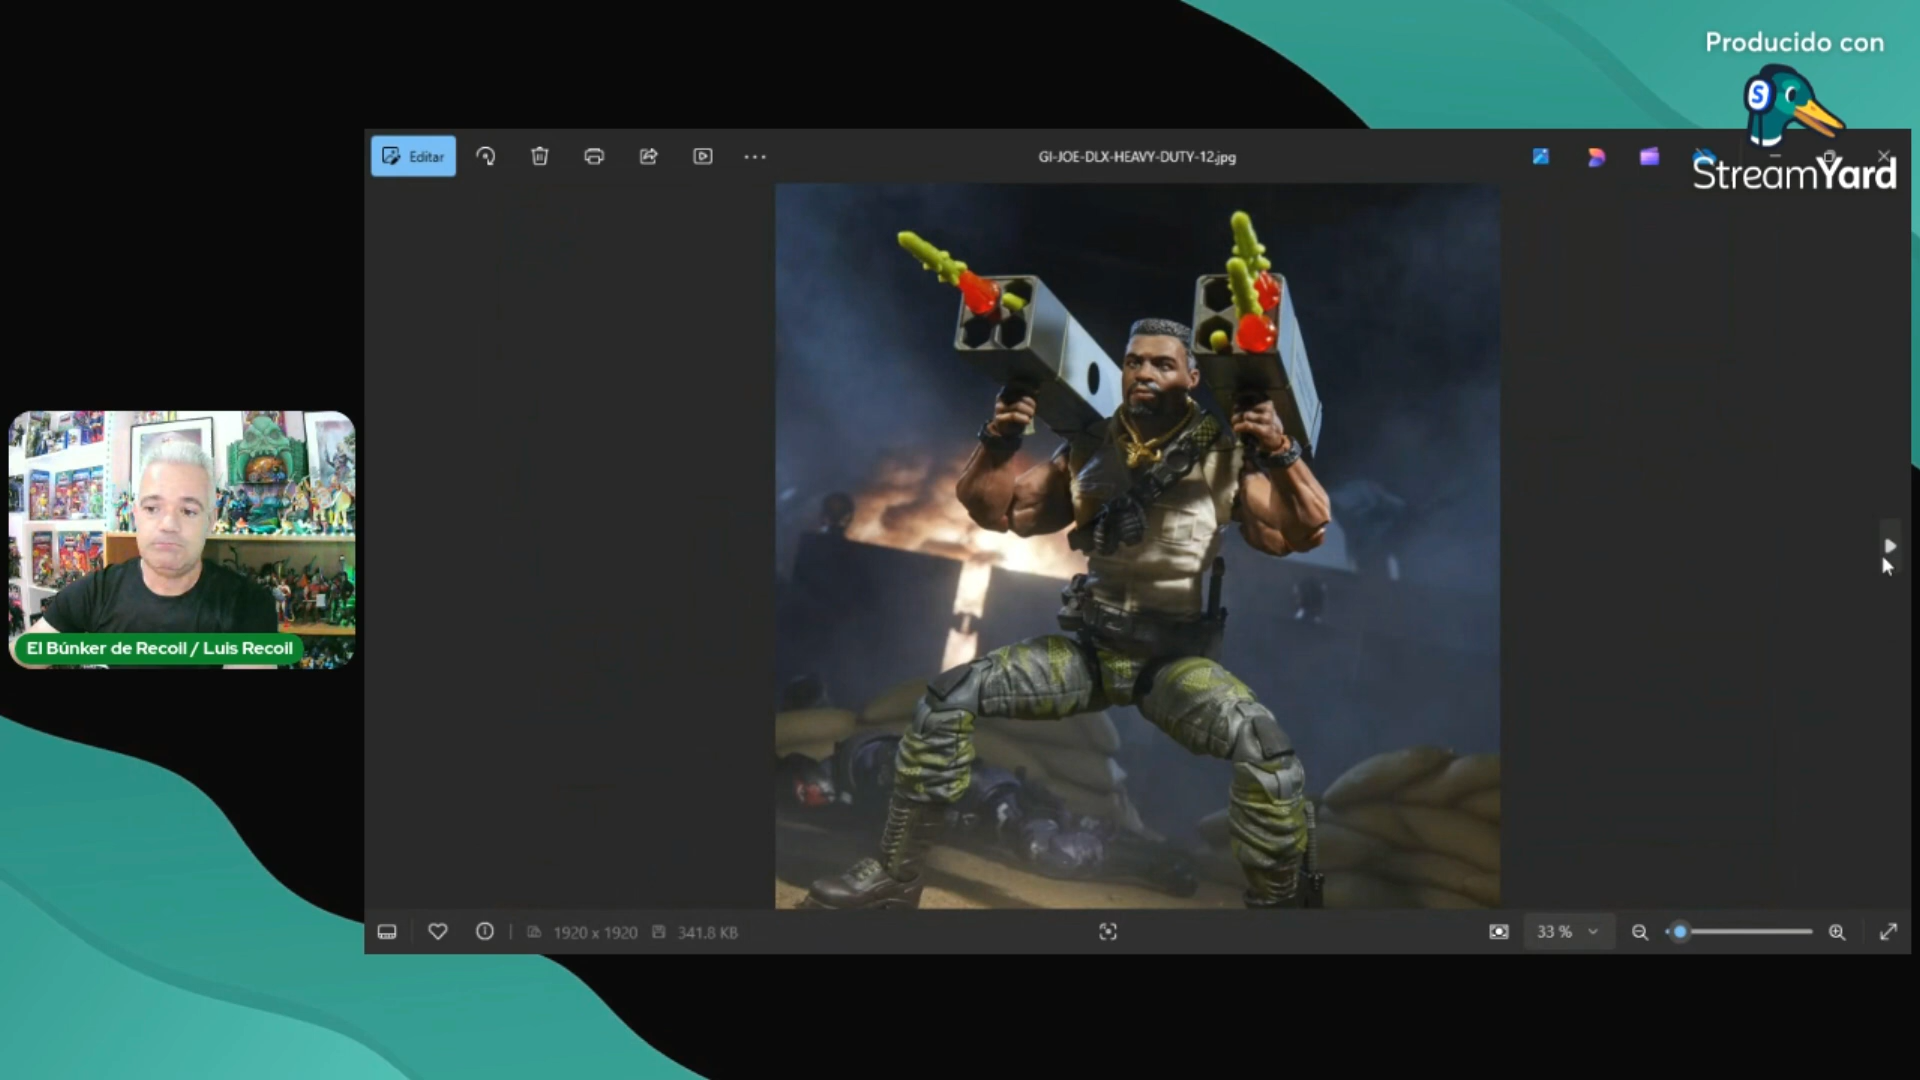 Producido con
S
StreamYard
Editar
GI-JOE-DLX-HEAVY-DUTY-12.jpg
El Búnker de Recoil / Luis Recoil
1920 x 1920
341.8 KB
33 %